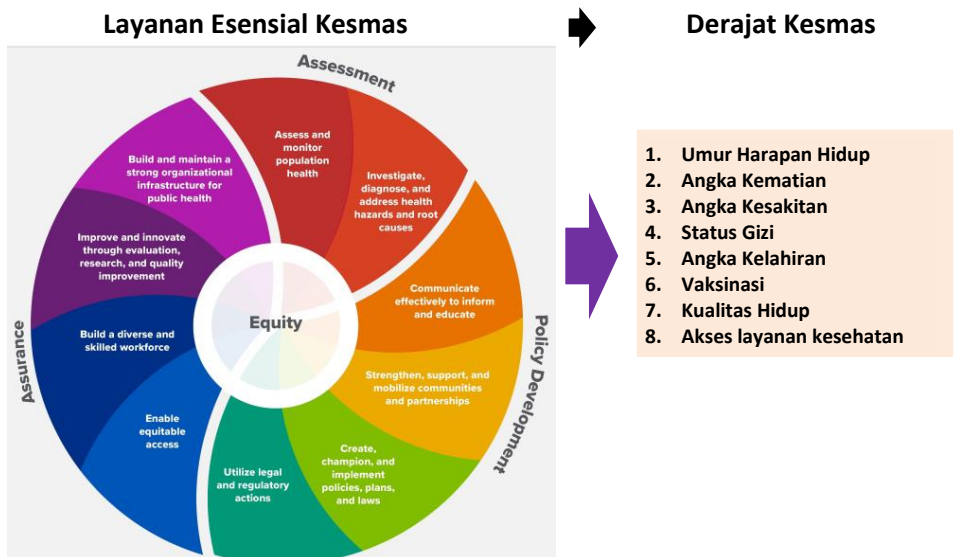 Layanan Esensial Kesmas
Derajat Kesmas
Assessment
Assess and
monitor
population
health
Investigate,
diagnose, and
address health
hazards and root
causes
Policy Development
Communicate
effectively to inform
and educate
Strengthen, support, and
mobilize communities
and partnerships
Create,
champion, and
implement
policies, plans,
and laws
Utilize legal
and regulatory
actions
Assurance
Enable
equitable
access
Build a diverse and
skilled workforce
Improve and innovate
through evaluation,
research, and quality
improvement
Build and maintain a
strong organizational
infrastructure for
public health
Equity
1. Umur Harapan Hidup
2. Angka Kematian
3. Angka Kesakitan
4. Status Gizi
5. Angka Kelahiran
6. Vaksinasi
7. Kualitas Hidup
8. Akses layanan kesehatan